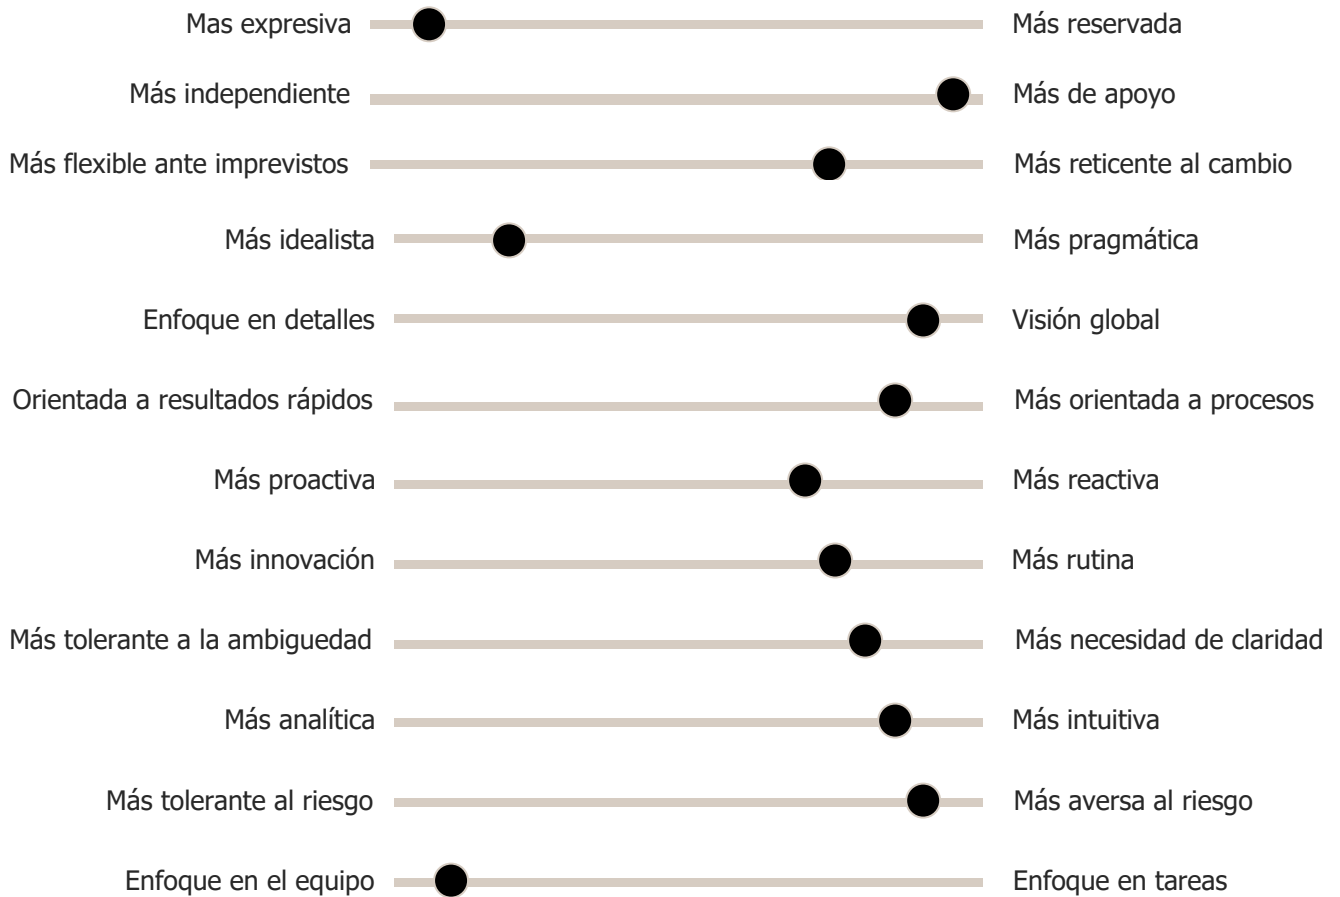 Mas expresiva Más reservada
Más independiente Más de apoyo
Más flexible ante imprevistos Más reticente al cambio
Más idealista Más pragmática
Enfoque en detalles Visión global
Orientada a resultados rápidos Más orientada a procesos
Más proactiva Más reactiva
Más innovación Más rutina
Más tolerante a la ambiguedad Más necesidad de claridad
Más analítica Más intuitiva
Más tolerante al riesgo Más aversa al riesgo
Enfoque en el equipo Enfoque en tareas